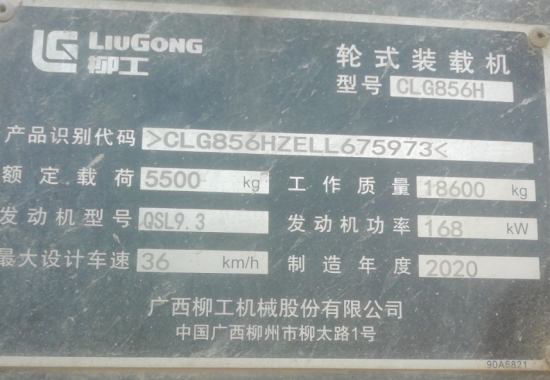 LIUGONG
柳工
轮式装载机
型号 CLG856H
产品识别代码 >CLG856HZELL675973<
额定载荷 5500 kg 工作质量 18600 kg
发动机型号 QSL9.3 发动机功率 168 kW
最大设计车速 36 km/h 制造年度 2020
广西柳工机械股份有限公司
中国广西柳州市柳太路1号
90A5821